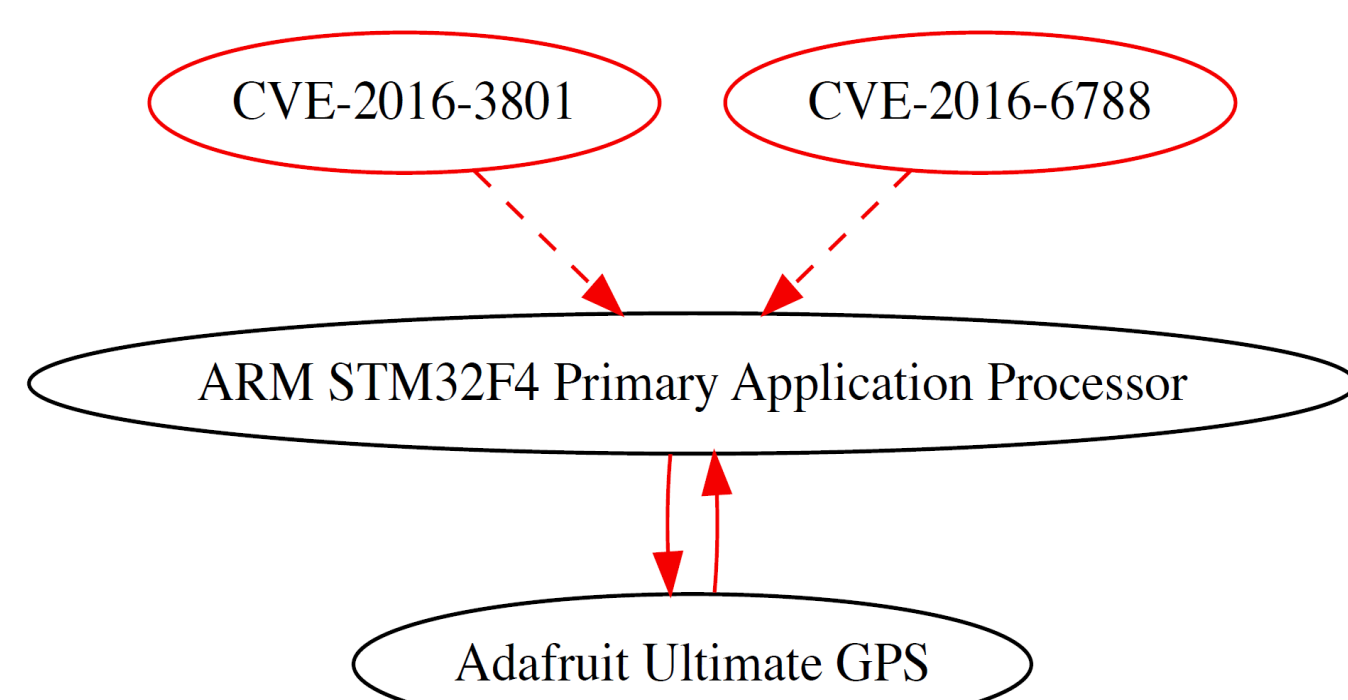 CVE-2016-3801
CVE-2016-6788
ARM STM32F4 Primary Application Processor
Adafruit Ultimate GPS